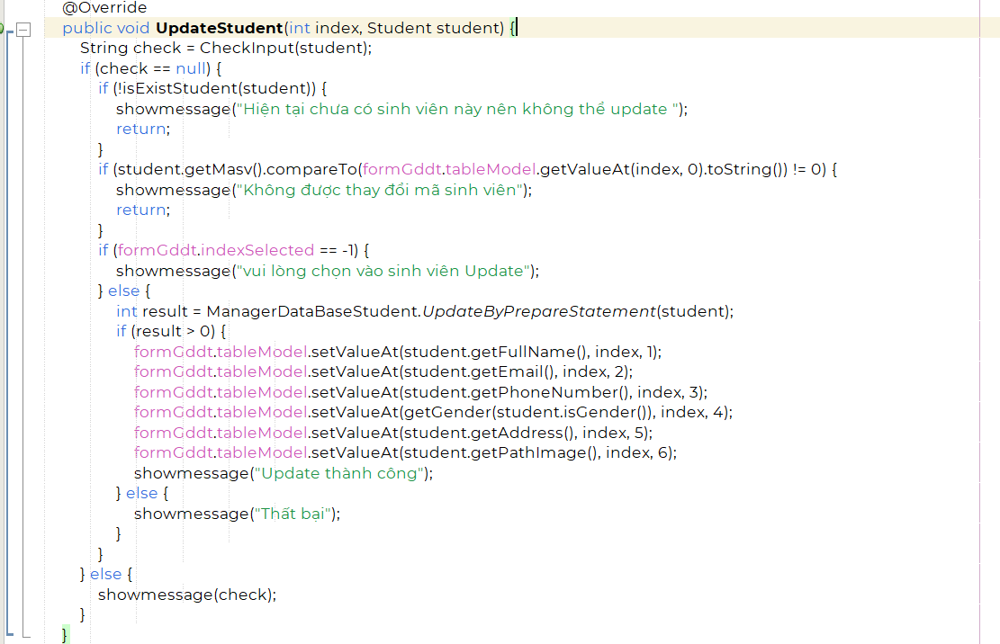 @Override
public void UpdateStudent(int index, Student student) {
String check = CheckInput(student);
if (check == null) {
if (!isExistStudent(student)) {
showmessage("Hiện tại chưa có sinh viên này nên không thể update ");
return;
}
if (student.getMasv().compareTo(formGddt.tableModel.getValueAt(index, 0).toString()) != 0) {
showmessage("Không được thay đổi mã sinh viên");
return;
}
if (formGddt.indexSelected == -1) {
showmessage("vui lòng chọn vào sinh viên Update");
} else {
int result = ManagerDataBaseStudent.UpdateByPrepareStatement(student);
if (result > 0) {
formGddt.tableModel.setValueAt(student.getFullName(), index, 1);
formGddt.tableModel.setValueAt(student.getEmail(), index, 2);
formGddt.tableModel.setValueAt(student.getPhoneNumber(), index, 3);
formGddt.tableModel.setValueAt(getGender(student.isGender()), index, 4);
formGddt.tableModel.setValueAt(student.getAddress(), index, 5);
formGddt.tableModel.setValueAt(student.getPathImage(), index, 6);
showmessage("Update thành công");
} else {
showmessage("Thất bại");
}
}
} else {
showmessage(check);
}
}